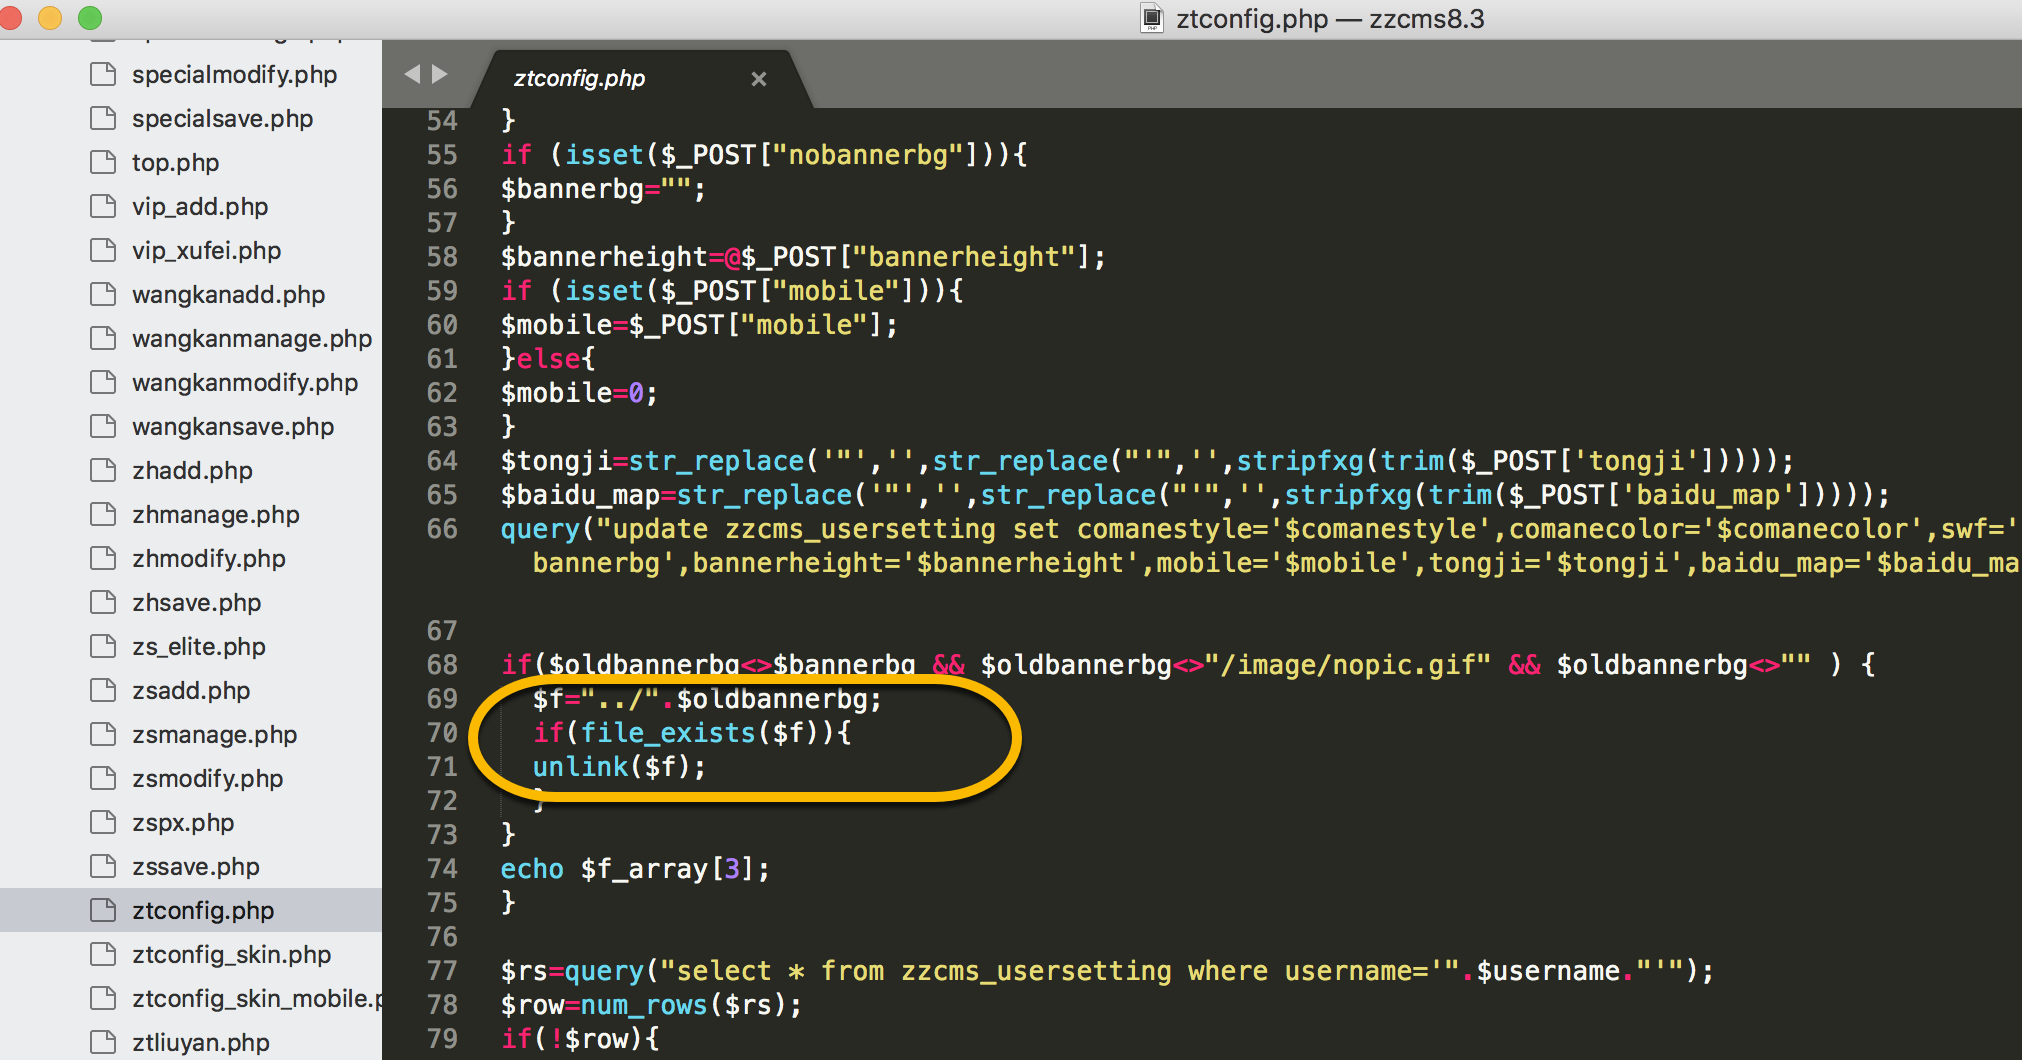 ztconfig.php — zzcms8.3
specialmodify.php
specialsave.php
top.php
vip_add.php
vip_xufei.php
wangkanadd.php
wangkanmanage.php
wangkanmodify.php
wangkansave.php
zhadd.php
zhmanage.php
zhmodify.php
zhsave.php
zs_elite.php
zsadd.php
zsmanage.php
zsmodify.php
zspx.php
zssave.php
ztconfig.php
ztconfig_skin.php
ztconfig_skin_mobile.p
ztliuyan.php
ztconfig.php ×
54 }
55 if (isset($_POST["nobannerbg"])){
56 $bannerbg="";
57 }
58 $bannerheight=@$_POST["bannerheight"];
59 if (isset($_POST["mobile"])){
60 $mobile=$_POST["mobile"];
61 }else{
62 $mobile=0;
63 }
64 $tongji=str_replace('"','',str_replace("'",'',stripfxg(trim($_POST['tongji']))));
65 $baidu_map=str_replace('"','',str_replace("'",'',stripfxg(trim($_POST['baidu_map']))));
66 query("update zzcms_usersetting set comanestyle='$comanestyle',comanecolor='$comanecolor',swf='
bannerbg',bannerheight='$bannerheight',mobile='$mobile',tongji='$tongji',baidu_map='$baidu_ma
67
68 if($oldbannerbg<>$bannerbg && $oldbannerbg<>"/image/nopic.gif" && $oldbannerbg<>"" ) {
69 $f="../".$oldbannerbg;
70 if(file_exists($f)){
71 unlink($f);
72 }
73 }
74 echo $f_array[3];
75 }
76
77 $rs=query("select * from zzcms_usersetting where username='".$username."'");
78 $row=num_rows($rs);
79 if(!$row){